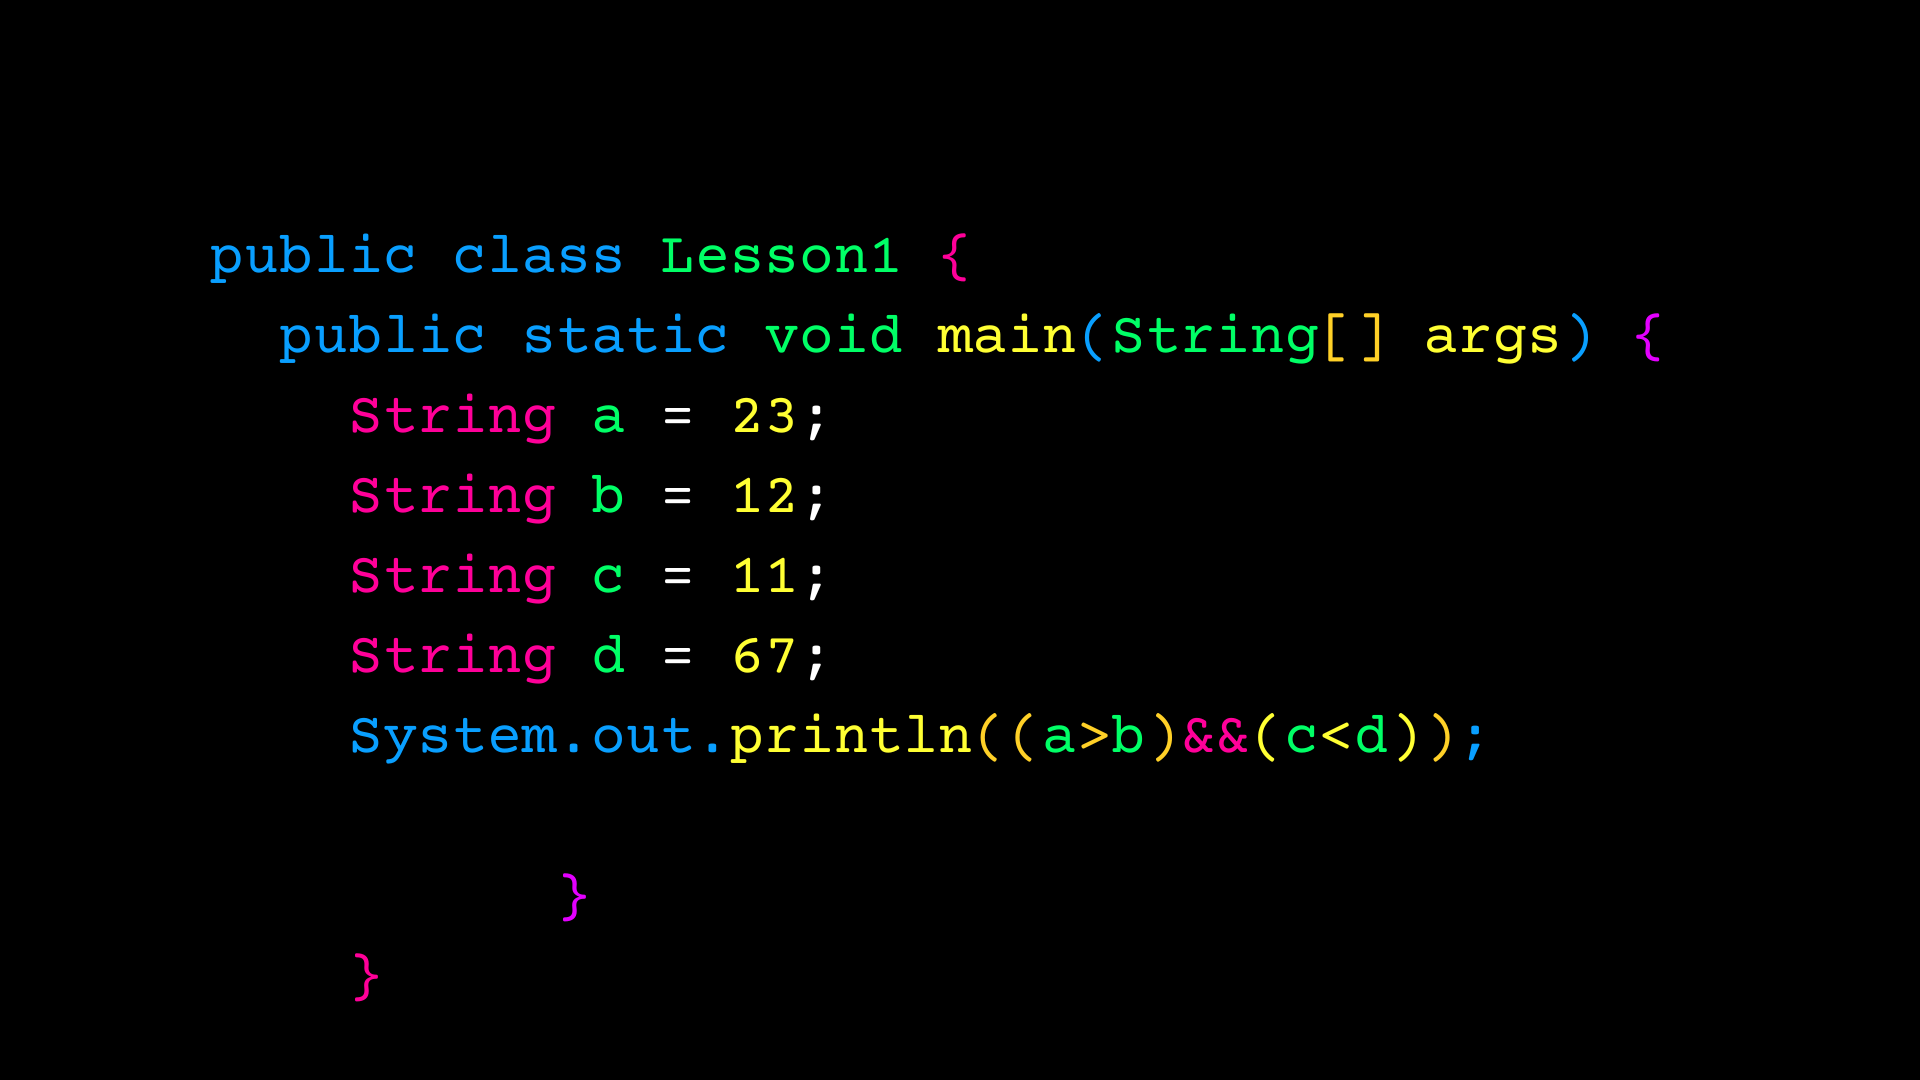 public class Lesson1 {
public static void main(String[] args) {
String a = 23;
String b = 12;
String c = 11;
String d = 67;
System.out.println((a>b)&&(c<d));
}
}